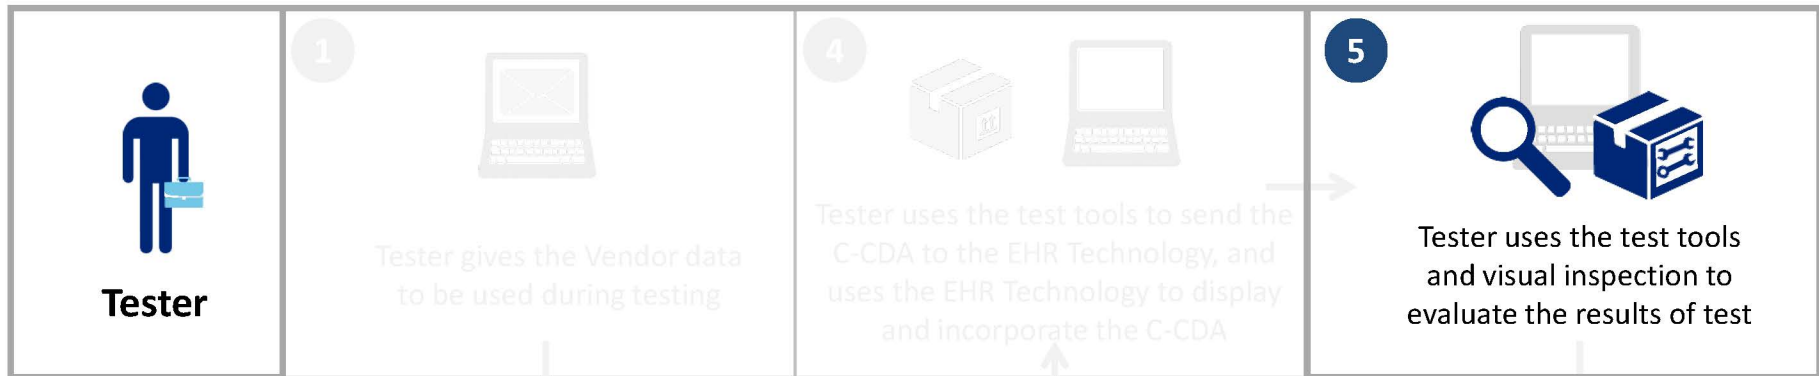 Tester
1
Tester gives the Vendor data
to be used during testing
4
Tester uses the test tools to send the
C-CDA to the EHR Technology, and
uses the EHR Technology to display
and incorporate the C-CDA
5
Tester uses the test tools
and visual inspection to
evaluate the results of test